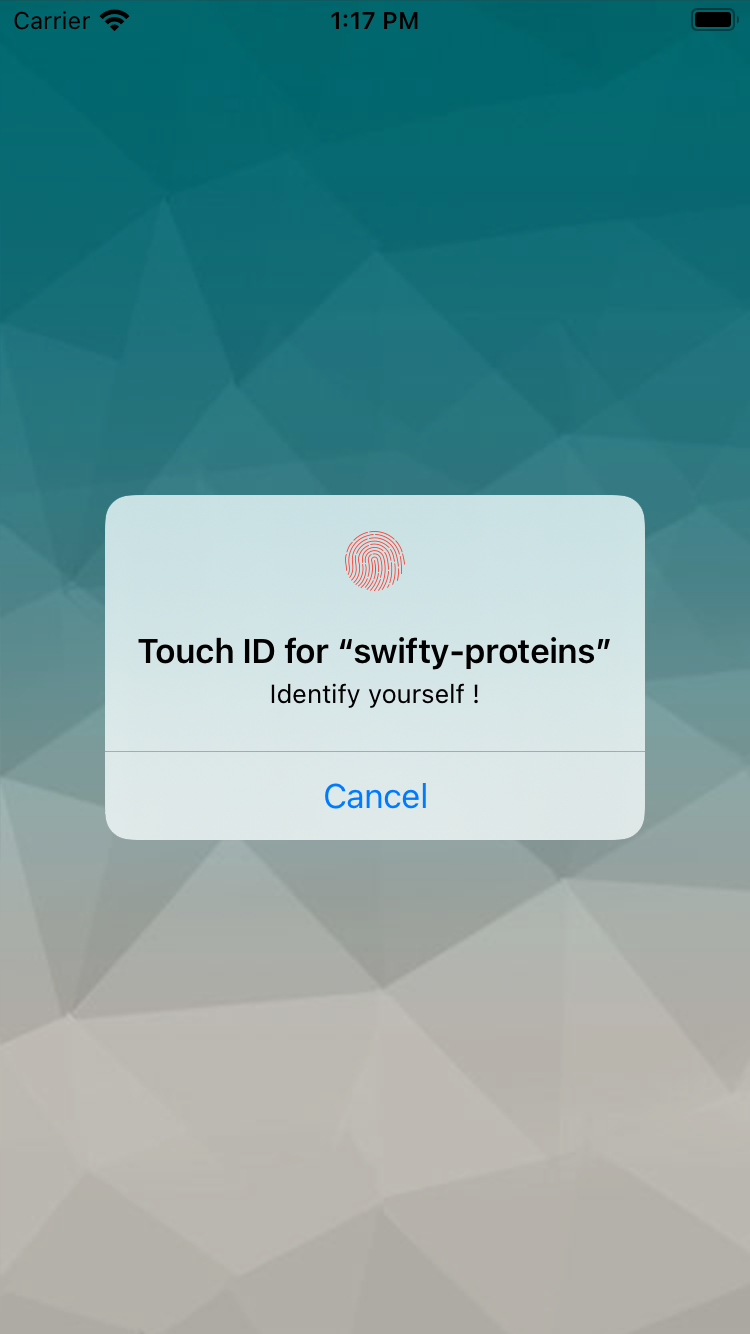 Carrier 1:17 PM
Touch ID for “swifty-proteins”
Identify yourself !
Cancel